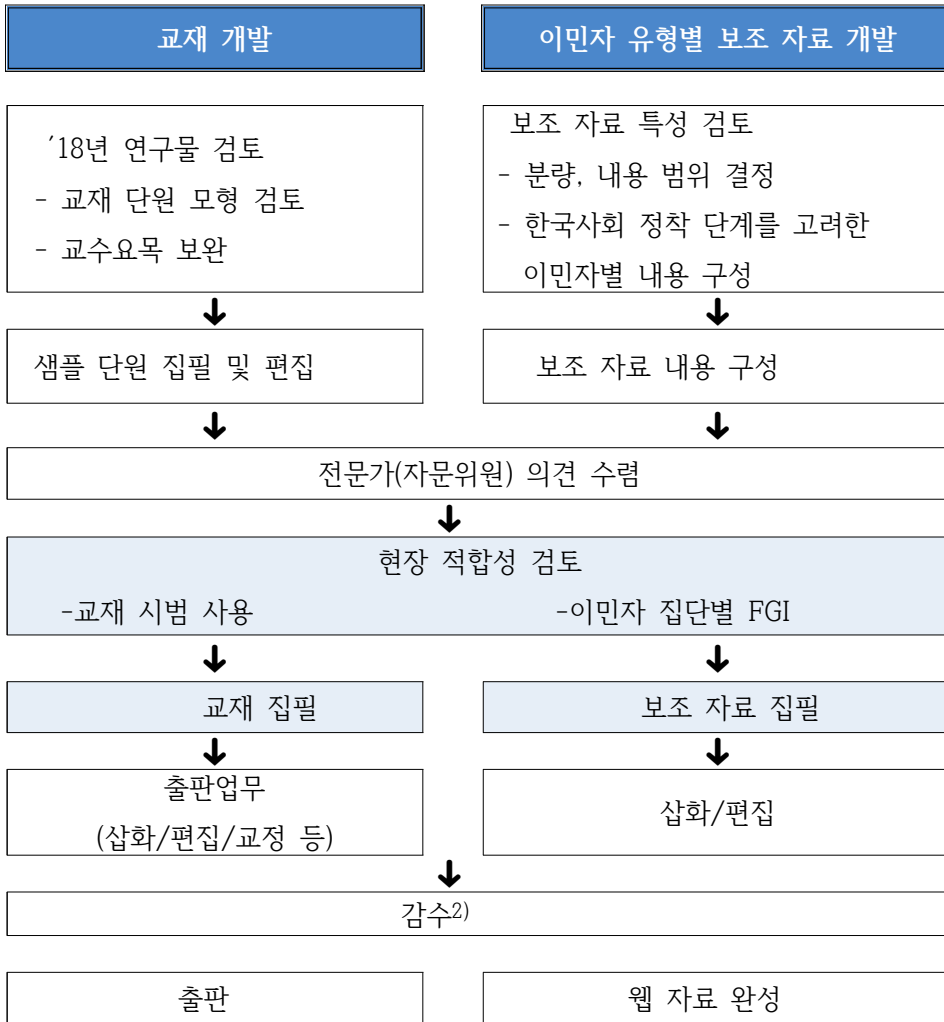 교재 개발
이민자 유형별 보조 자료 개발
´18년 연구물 검토
- 교재 단원 모형 검토
- 교수요목 보완
보조 자료 특성 검토
- 분량, 내용 범위 결정
- 한국사회 정착 단계를 고려한
이민자별 내용 구성
샘플 단원 집필 및 편집
보조 자료 내용 구성
전문가(자문위원) 의견 수렴
현장 적합성 검토
-교재 시범 사용
-이민자 집단별 FGI
교재 집필
보조 자료 집필
출판업무
(삽화/편집/교정 등)
삽화/편집
감수2)
출판
웹 자료 완성